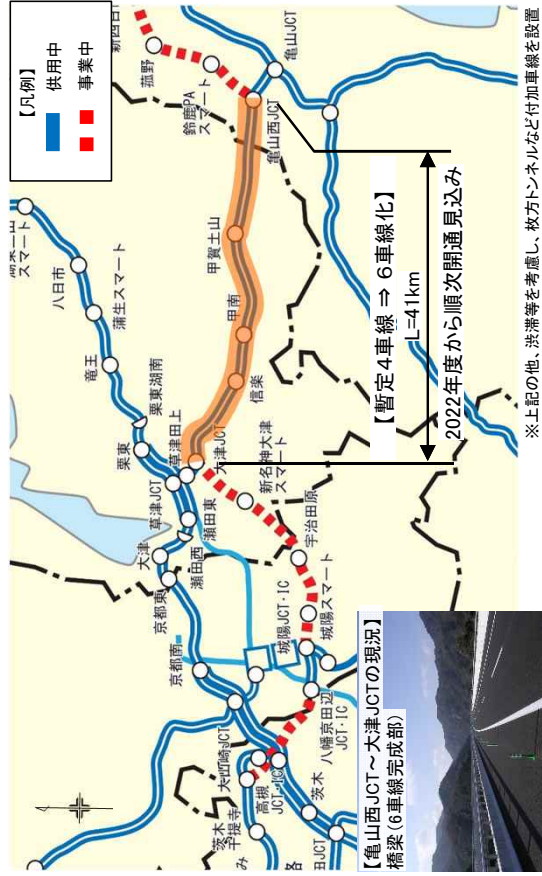 【凡例】
供用中
事業中
菰野
鈴鹿PA
スマート
亀山西JCT
亀山JCT
甲賀土山
甲南
信楽
大津JCT
草津田上
草津JCT
栗東
栗東湖南
竜王
蒲生スマート
八日市
スマート
瀬田東
瀬田西
大津
京都東
京都南
新名神大津
スマート
宇治田原
城陽スマート
城陽JCT・IC
八幡京田辺
JCT・IC
大山崎JCT
高槻
JCT・IC
茨木
千提寺
茨木
【暫定4車線 ⇒ 6車線化】
L=41km
2022年度から順次開通見込み
【亀山西JCT～大津JCTの現況】
橋梁(6車線完成部)
※上記の他、渋滞等を考慮し、枚方トンネルなど付加車線を設置